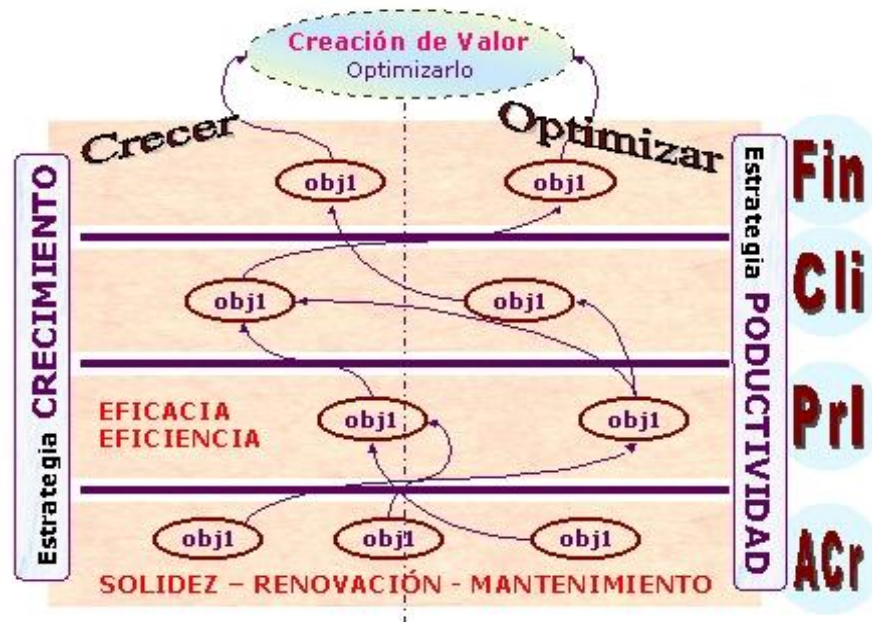 Creación de Valor
Optimizarlo
Crecer
Optimizar
Fin
obj1
obj1
Estrategia CRECIMIENTO
Estrategia PODUCTIVIDAD
Cli
obj1
obj1
PrI
EFICACIA
EFICIENCIA
obj1
obj1
ACr
obj1
obj1
obj1
SOLIDEZ – RENOVACIÓN - MANTENIMIENTO